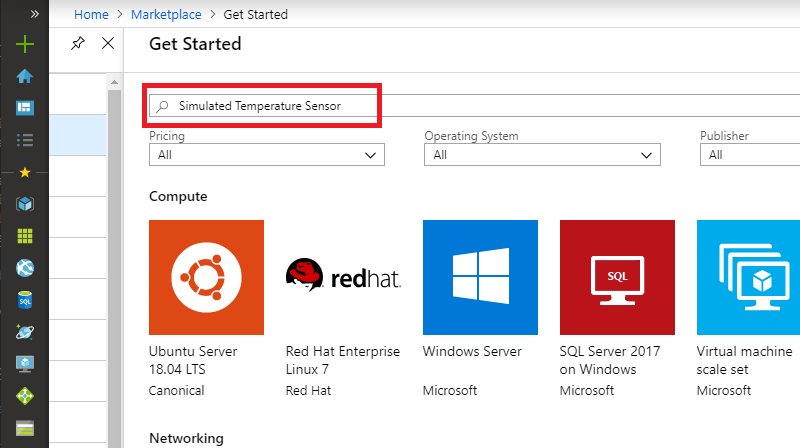 Home > Marketplace > Get Started
Get Started
Simulated Temperature Sensor
Pricing
Operating System
Publisher
All
All
All
Compute
redhat.
SQL
Ubuntu Server
18.04 LTS
Canonical
Red Hat Enterprise
Linux 7
Red Hat
Windows Server
Microsoft
SQL Server 2017
on Windows
Microsoft
Virtual machine
scale set
Microsoft
SQL
Networking